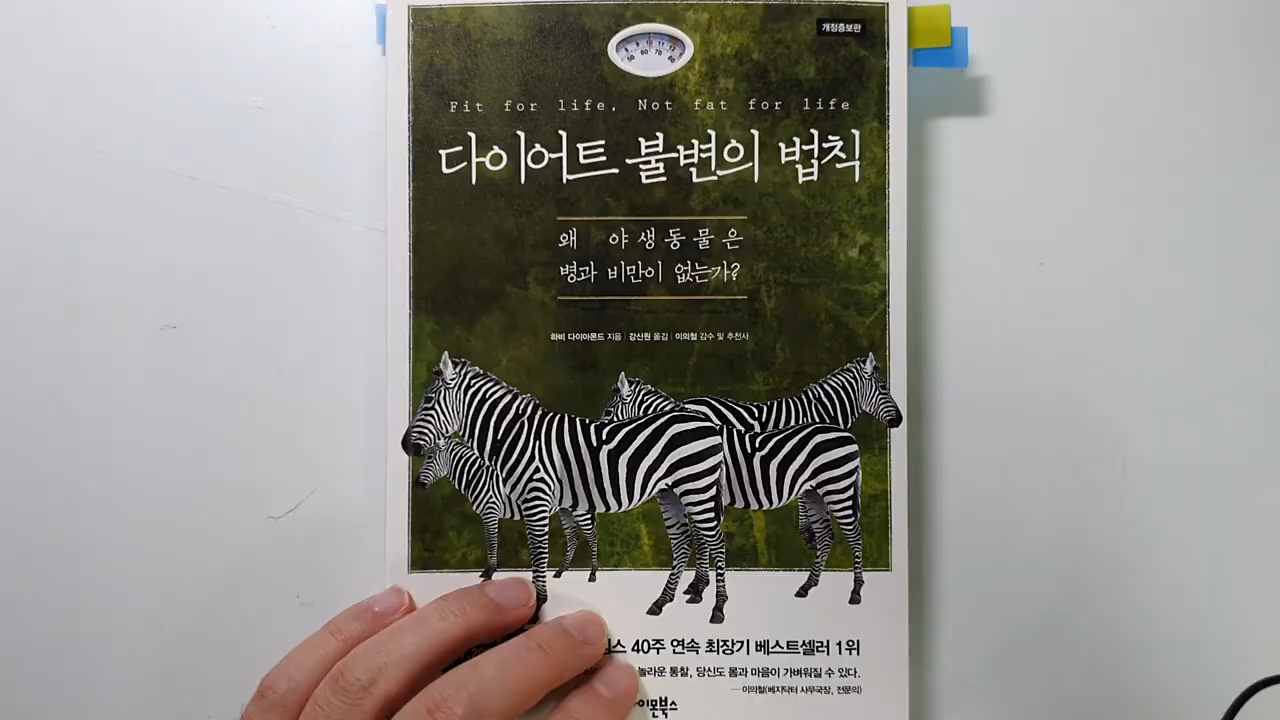 개정증보판
Fit for life, Not fat for life
다이어트 불변의 법칙
왜 야생동물은
병과 비만이 없는가?
하비 다이아몬드 지음 | 강신원 옮김 | 이의철 감수 및 추천사
40주 연속 최장기 베스트셀러 1위
놀라운 통찰, 당신도 몸과 마음이 가벼워질 수 있다.
── 이의철(베지닥터 사무국장, 전문의)